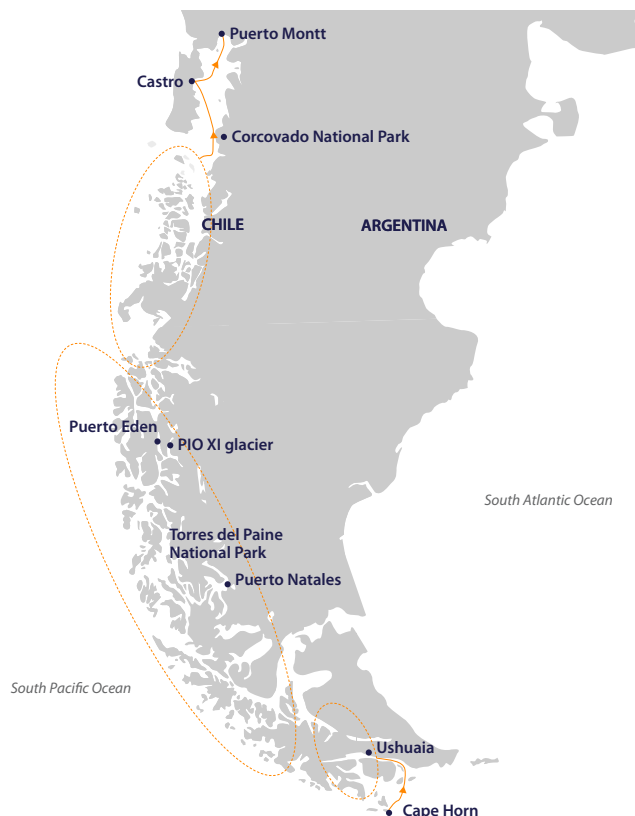 Puerto Montt
Castro
Corcovado National Park
CHILE
ARGENTINA
Puerto Eden
PIO XI glacier
South Atlantic Ocean
Torres del Paine
National Park
Puerto Natales
South Pacific Ocean
Ushuaia
Cape Horn